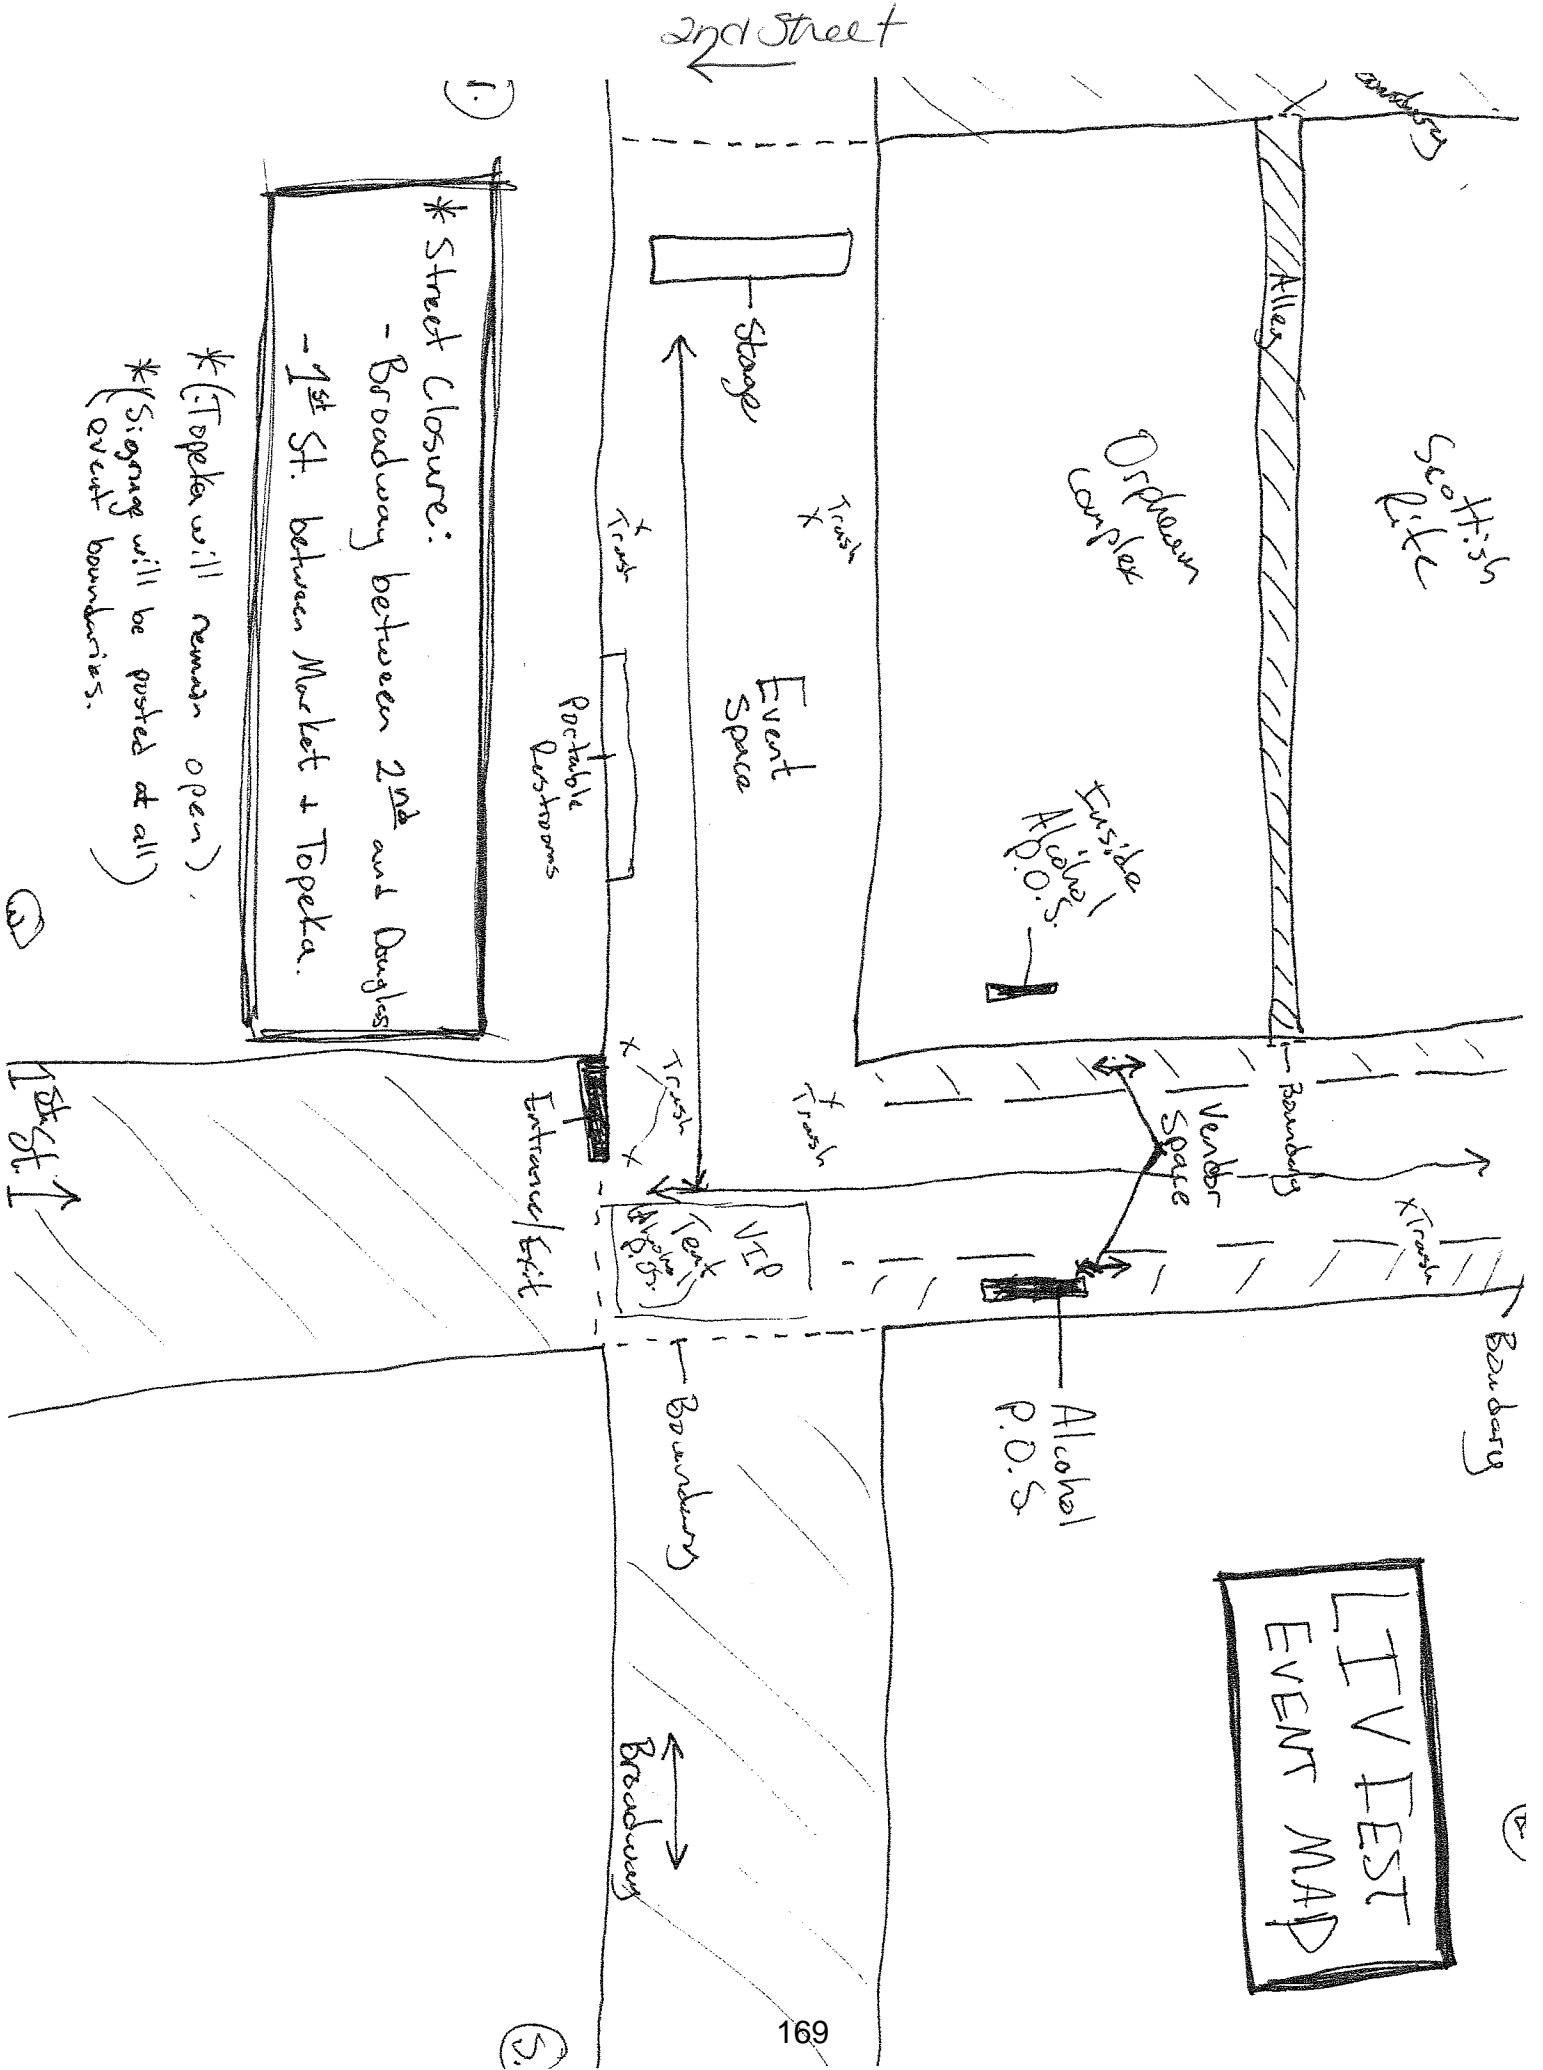 2nd Street
LIV FEST
EVENT MAP
Scottish
Rite
Alley
Orpheum
Complex
Inside
Alcohol
P.O.S.
Boundary
Vendor
Space
X Trash
Boundary
Alcohol
P.O.S.
Stage
Trash
X
Event
Space
X
Trash
X
Trash
Portable
Restrooms
Trash
X
X
VIP
Tent
Alcohol
P.O.S.
Boundary
Entrance/Exit
Broadway
1st St.
* Street Closure:
- Broadway between 2nd and Douglas
- 1st St. between Market + Topeka.
* (Topeka will remain open).
* (Signage will be posted at all
event boundaries.)
S.
169